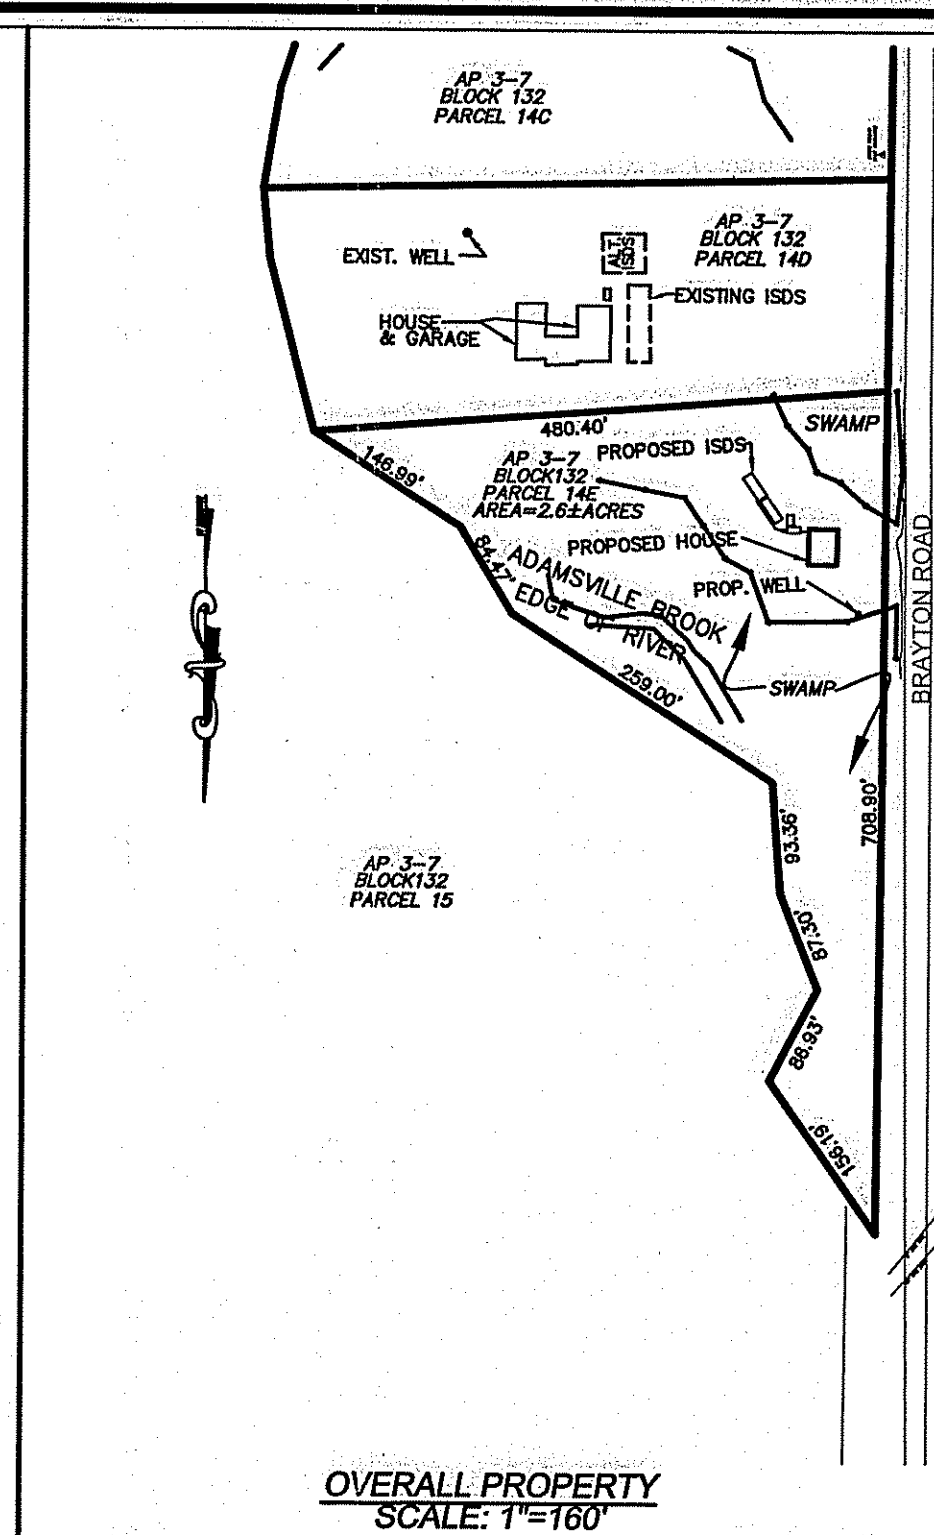 AP 3-7
BLOCK 132
PARCEL 14C
AP 3-7
BLOCK 132
PARCEL 14D
EXIST. WELL
ALT.
ISDS
EXISTING ISDS
HOUSE
& GARAGE
480.40'
SWAMP
146.99'
AP 3-7
BLOCK132
PARCEL 14E
AREA=2.6±ACRES
PROPOSED ISDS
84.47'
PROPOSED HOUSE
ADAMSVILLE BROOK
EDGE OF RIVER
PROP. WELL
BRAYTON ROAD
259.00'
SWAMP
708.90'
93.36'
AP 3-7
BLOCK132
PARCEL 15
87.30'
86.93'
156.19'
OVERALL PROPERTY
SCALE: 1"=160'